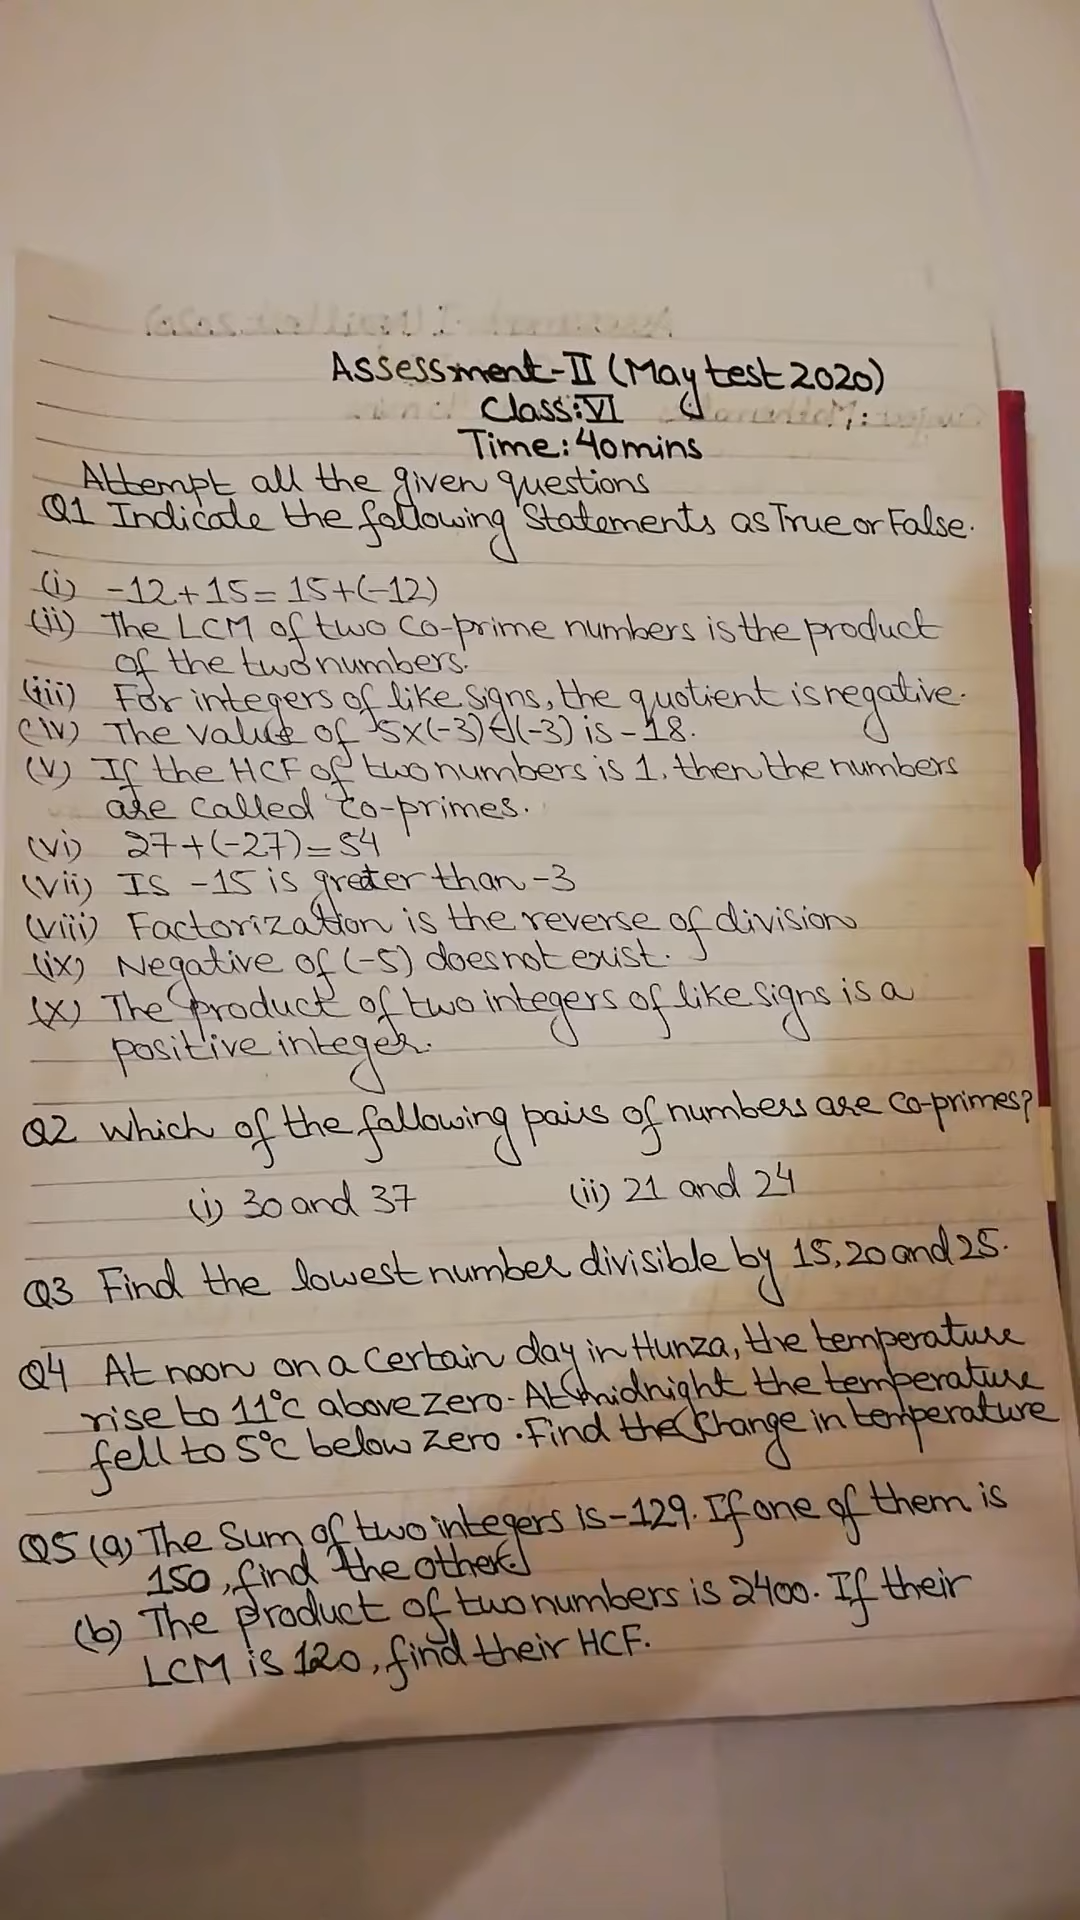 Assessment-II (May test 2020)
Class:VI
Time:40mins
Attempt all the given questions
Q1 Indicate the following Statements as True or False.
(i) -12+15=15+(-12)
(ii) The LCM of two co-prime numbers is the product
of the two numbers.
(iii) For integers of like signs, the quotient is negative.
(iv) The value of 5x(-3) (-3) is -18.
(v) If the HCF of two numbers is 1, then the numbers
are called co-primes.
(vi) 27+(-27)=54
(vii) Is -15 is greater than -3
(viii) Factorization is the reverse of division
(ix) Negative of (-5) does not exist.
(x) The product of two integers of like signs is a
positive integer.
Q2 which of the following pairs of numbers are co-primes?
(i) 30 and 37 (ii) 21 and 24
Q3 Find the lowest number divisible by 15, 20 and 25.
Q4 At noon on a certain day in Hunza, the temperature
rise to 11°c above zero. At midnight the temperature
fell to 5°c below zero. Find the change in temperature
Q5 (a) The Sum of two integers is -129. If one of them is
150, find the other.
(b) The product of two numbers is 2400. If their
LCM is 120, find their HCF.